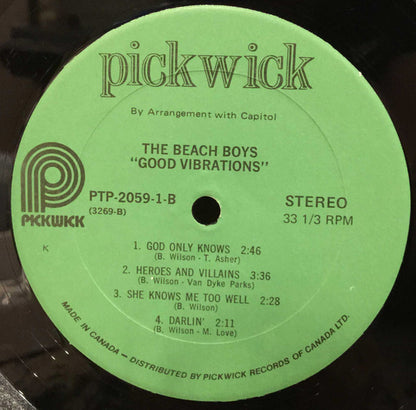 pickwick
By Arrangement with Capitol
THE BEACH BOYS
"GOOD VIBRATIONS"
PICKWICK
PTP-2059-1-B
(3269-B)
STEREO
33 1/3 RPM
K
1. GOD ONLY KNOWS 2:46
(B. Wilson - T. Asher)
2. HEROES AND VILLAINS 3:36
(B. Wilson - Van Dyke Parks)
3. SHE KNOWS ME TOO WELL 2:28
(B. Wilson)
4. DARLIN' 2:11
(B. Wilson - M. Love)
MADE IN CANADA - DISTRIBUTED BY PICKWICK RECORDS OF CANADA LTD.